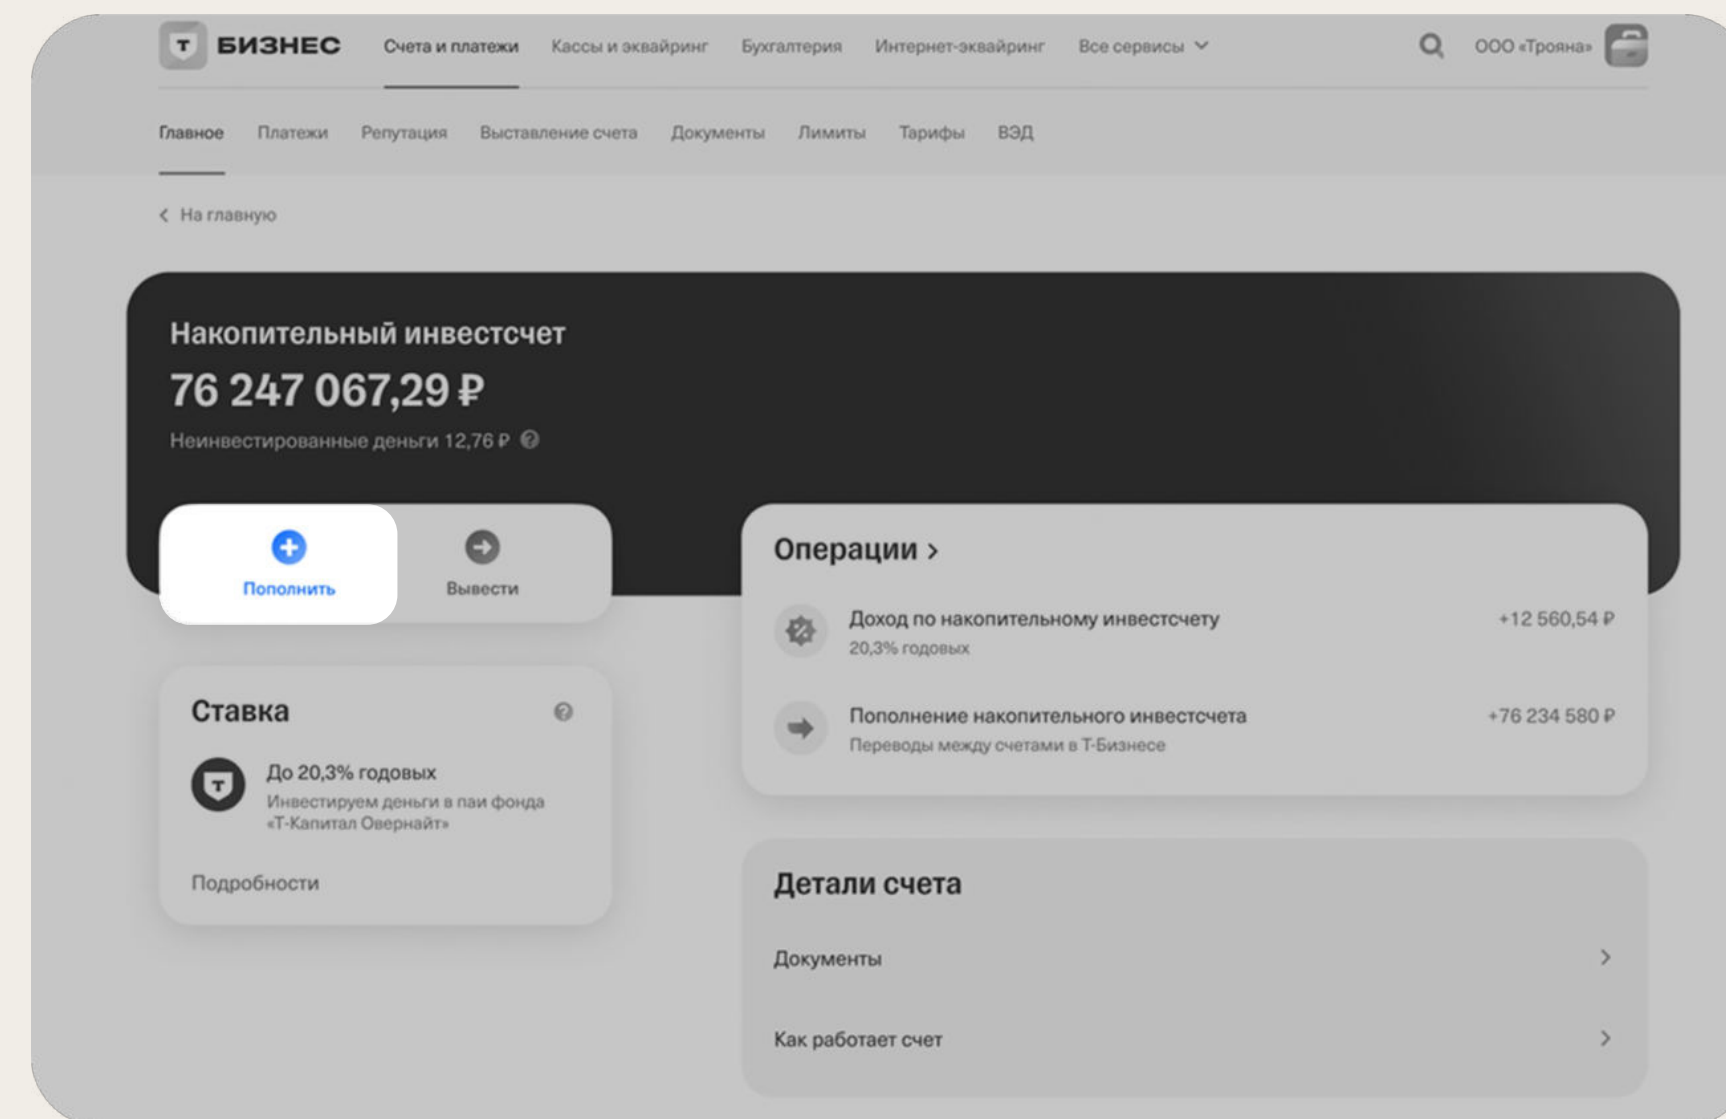 Т БИЗНЕС Счета и платежи Кассы и эквайринг Бухгалтерия Интернет-эквайринг Все сервисы ООО «Трояна»
Главное Платежи Репутация Выставление счета Документы Лимиты Тарифы ВЭД
На главную
Накопительный инвестсчет
76 247 067,29 ₽
Неинвестированные деньги 12,76 ₽ ?
Пополнить
Вывести
Ставка ?
До 20,3% годовых
Инвестируем деньги в паи фонда
«Т-Капитал Овернайт»
Подробности
Операции
Доход по накопительному инвестсчету +12 560,54 ₽
20,3% годовых
Пополнение накопительного инвестсчета +76 234 580 ₽
Переводы между счетами в Т-Бизнесе
Детали счета
Документы
Как работает счет